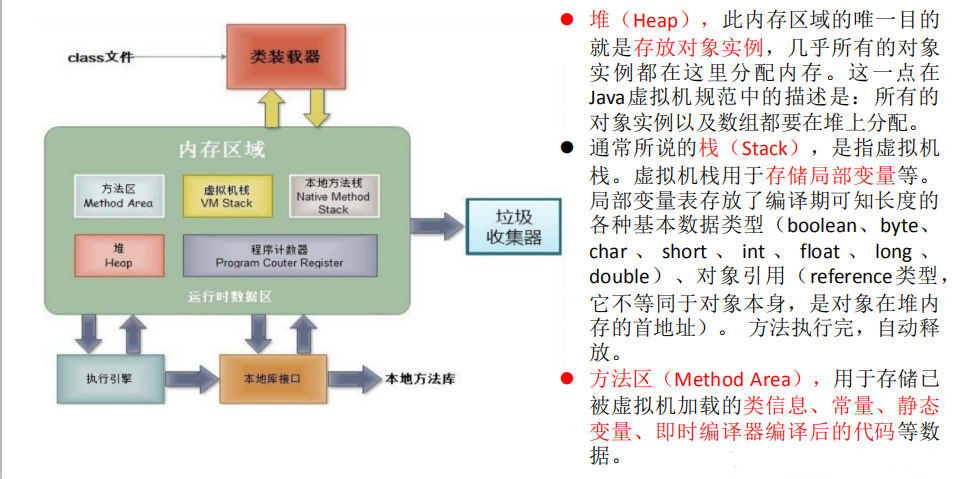 class文件
类装载器
内存区域
方法区
Method Area
虚拟机栈
VM Stack
本地方法栈
Native Method
Stack
堆
Heap
程序计数器
Program Couter Register
运行时数据区
垃圾
收集器
执行引擎
本地库接口
本地方法库
堆（Heap），此内存区域的唯一目的
就是存放对象实例，几乎所有的对象
实例都在这里分配内存。这一点在
Java虚拟机规范中的描述是：所有的
对象实例以及数组都要在堆上分配。
通常所说的栈（Stack），是指虚拟机
栈。虚拟机栈用于存储局部变量等。
局部变量表存放了编译期可知长度的
各种基本数据类型（boolean、byte、
char 、 short 、 int 、 float 、 long 、
double）、对象引用（reference类型，
它不等同于对象本身，是对象在堆内
存的首地址）。 方法执行完，自动释
放。
方法区（Method Area），用于存储已
被虚拟机加载的类信息、常量、静态
变量、即时编译器编译后的代码等数
据。